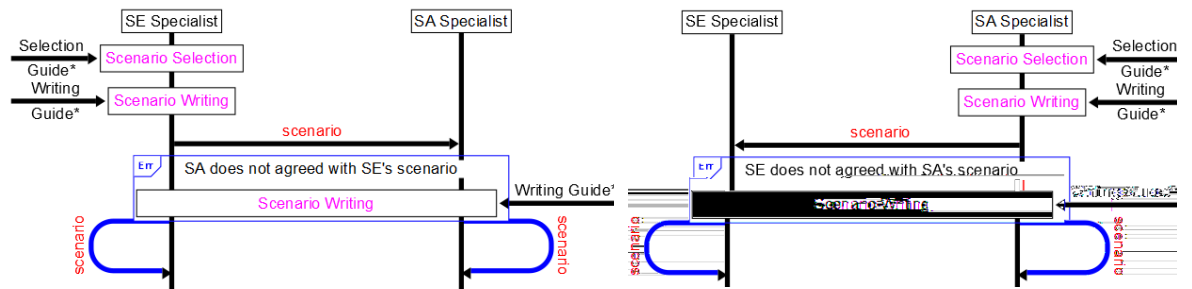 SE Specialist
SA Specialist
Selection
Guide*
Scenario Selection
Writing
Guide*
Scenario Writing
scenario
Err
SA does not agreed with SE's scenario
Scenario Writing
Writing Guide*
scenario
scenario
SE Specialist
SA Specialist
Scenario Selection
Selection
Guide*
Scenario Writing
Writing
Guide*
scenario
Err
SE does not agreed with SA's scenario
scenario
scenario